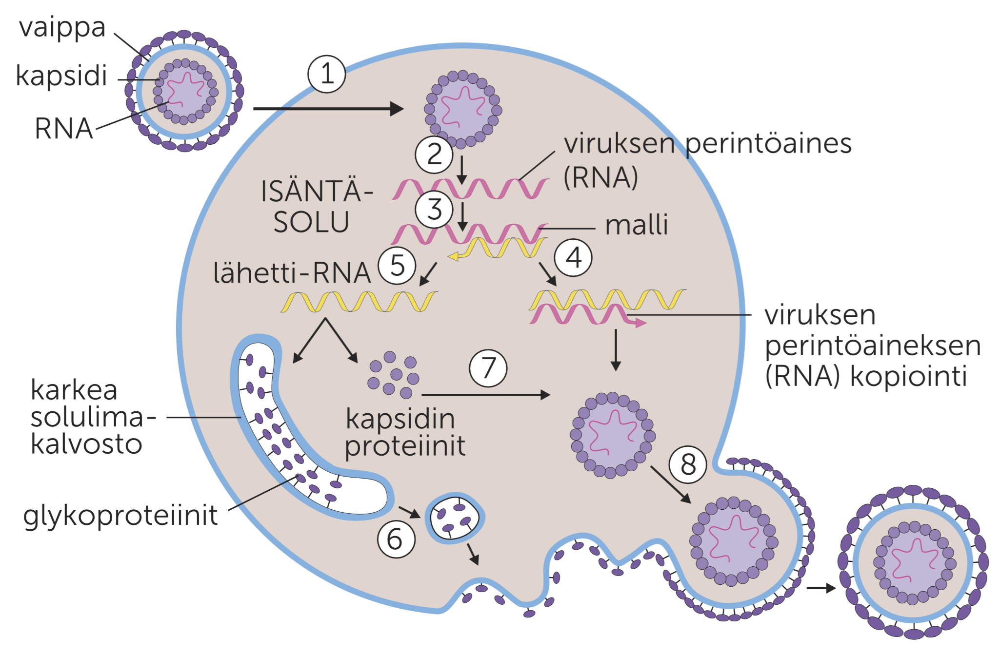 vaippa
kapsidi
RNA
1
2
viruksen perintöaines
(RNA)
ISÄNTÄ-
SOLU
3
malli
4
5
lähetti-RNA
viruksen
perintöaineksen
(RNA) kopiointi
7
karkea
solulima-
kalvosto
kapsidin
proteiinit
8
glykoproteiinit
6